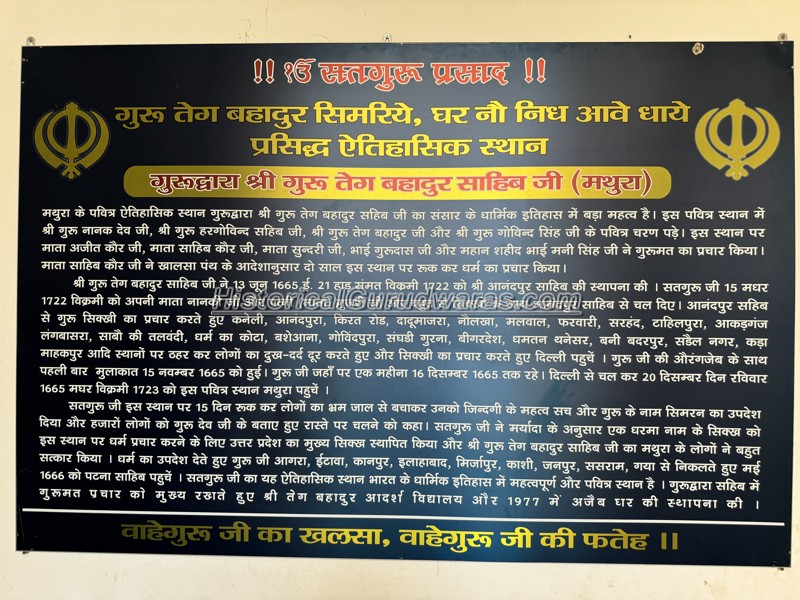 !! ੴ सतगुरू प्रसाद !!
गुरू तेग बहादुर सिमरिये, घर नौ निध आवे धाये
प्रसिद्ध ऐतिहासिक स्थान
गुरूद्वारा श्री गुरू तेग बहादुर साहिब जी (मथुरा)
मथुरा के पवित्र ऐतिहासिक स्थान गुरूद्वारा श्री गुरू तेग बहादुर सहिब जी का संसार के धार्मिक इतिहास में बड़ा महत्व है। इस पवित्र स्थान में
श्री गुरू नानक देव जी, श्री गुरू हरगोविन्द सहिब जी, श्री गुरू तेग बहादुर जी और श्री गुरू गोविन्द सिंह जी के पवित्र चरण पड़े। इस स्थान पर
माता अजीत कौर जी, माता साहिब कौर जी, माता सुन्दरी जी, भाई गुरूदास जी और महान शहीद भाई मनी सिंह जी ने गुरूमत का प्रचार किया।
माता साहिब कौर जी ने खालसा पंथ के आदेशानुसार दो साल इस स्थान पर रूक कर धर्म का प्रचार किया।
श्री गुरू तेग बहादुर साहिब जी ने 13 जून 1665 ई. 21 हाड़ संमत विक्रमी 1722 को श्री आनंदपुर साहिब की स्थापना की । सतगुरू जी 15 मघर
1722 विक्रमी को अपनी माता नानकी जी और साहिब से चल दिए। आनंदपुर सहिब
से गुरू सिक्खी का प्रचार करते हुए कनेली, आनंदपुरा, किरत रोड, दादूमाजरा, नौलखा, मलवाल, फरवारी, सरहंद, टाहिलपुरा, आकड़गंज
लंगबासरा, साबौ की तलवंदी, धर्म का कोटा, बशेआना, गोविंदपुरा, संघडी गुरना, बीगरदेश, धमतन थनेसर, बनी बदरपुर, संडैल नगर, कड़ा
माहकपुर आदि स्थानों पर ठहर कर लोगों का दुख-दर्द दूर करते हुए और सिक्खी का प्रचार करते हुए दिल्ली पहुचें । गुरू जी की औरंगजेब के साथ
पहली बार मुलाकात 15 नवम्बर 1665 को हुई। गुरू जी जहाँ पर एक महीना 16 दिसम्बर 1665 तक रहे। दिल्ली से चल कर 20 दिसम्बर दिन रविवार
1665 मघर विक्रमी 1723 को इस पवित्र स्थान मथुरा पहुचें ।
सतगुरू जी इस स्थान पर 15 दिन रूक कर लोगों का भ्रम जाल से बचाकर उनको जिन्दगी के महत्व सच और गुरू के नाम सिमरन का उपदेश
दिया और हजारों लोगों को गुरू देव जी के बताए हुए रास्ते पर चलने को कहा। सतगुरू जी ने मर्यादा के अनुसार एक धरमा नाम के सिक्ख को
इस स्थान पर धर्म प्रचार करने के लिए उत्तर प्रदेश का मुख्य सिक्ख स्थापित किया और श्री गुरू तेग बहादुर साहिब जी का मथुरा के लोगों ने बहुत
सत्कार किया । धर्म का उपदेश देते हुए गुरू जी आगरा, ईटावा, कानपुर, इलाहाबाद, मिर्जापुर, काशी, जनपुर, ससराम, गया से निकलते हुए मई
1666 को पटना साहिब पहुचें । सतगुरू जी का यह ऐतिहासिक स्थान भारत के धार्मिक इतिहास में महत्वपूर्ण और पवित्र स्थान है । गुरूद्वारा सहिब में
गुरूमत प्रचार को मुख्य रखते हुए श्री तेग बहादुर आदर्श विद्यालय और 1977 में अजैब घर की स्थापना की ।
HistoricalGurudwaras.com
वाहेगुरू जी का खालसा, वाहेगुरू जी की फतेह ।।